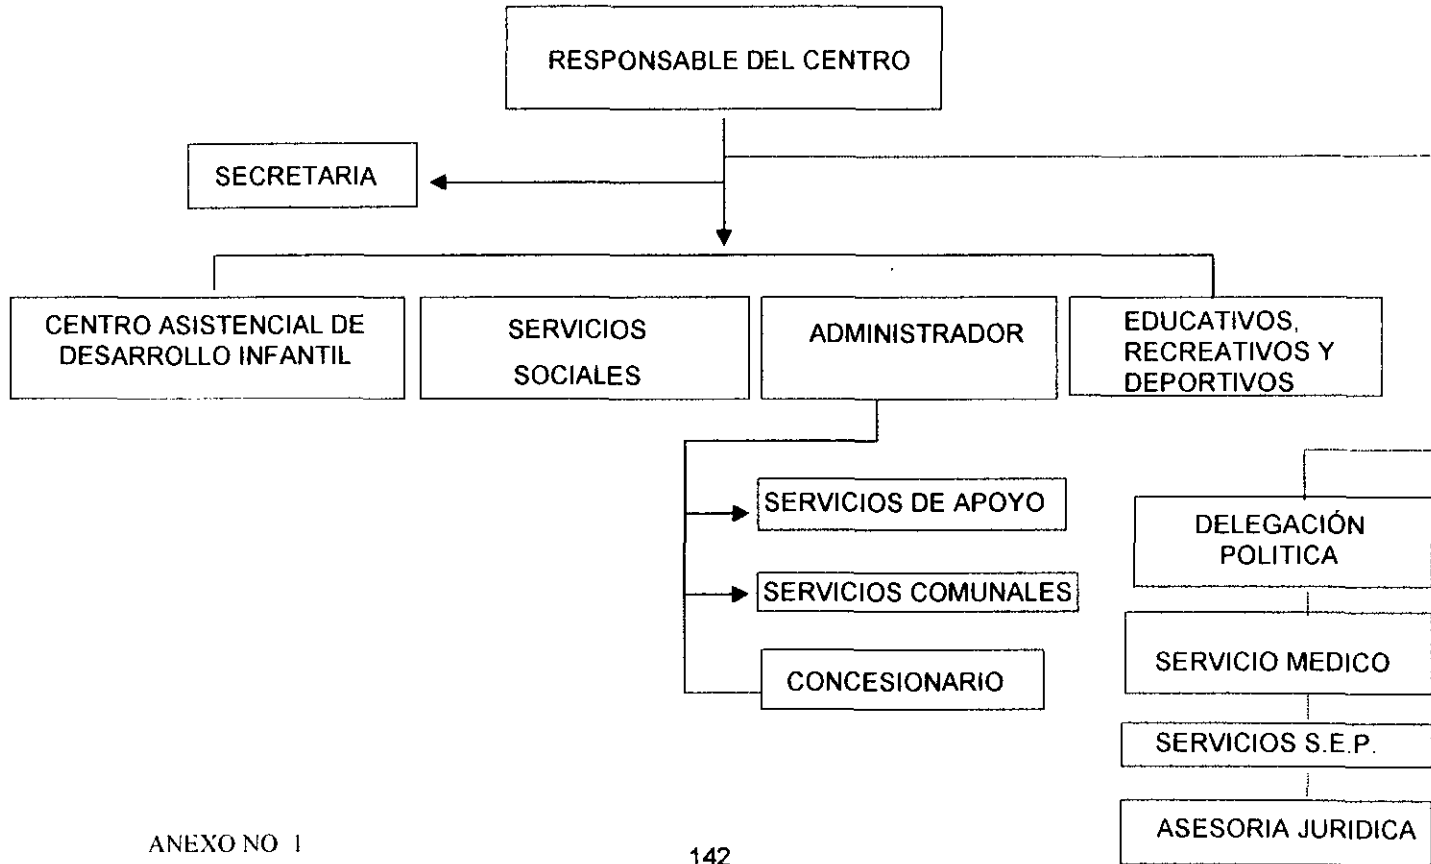 RESPONSABLE DEL CENTRO
SECRETARIA
CENTRO ASISTENCIAL DE
DESARROLLO INFANTIL
SERVICIOS
SOCIALES
ADMINISTRADOR
EDUCATIVOS,
RECREATIVOS Y
DEPORTIVOS
SERVICIOS DE APOYO
SERVICIOS COMUNALES
CONCESIONARIO
DELEGACIÓN
POLITICA
SERVICIO MEDICO
SERVICIOS S.E.P.
ASESORIA JURIDICA
ANEXO NO 1
142